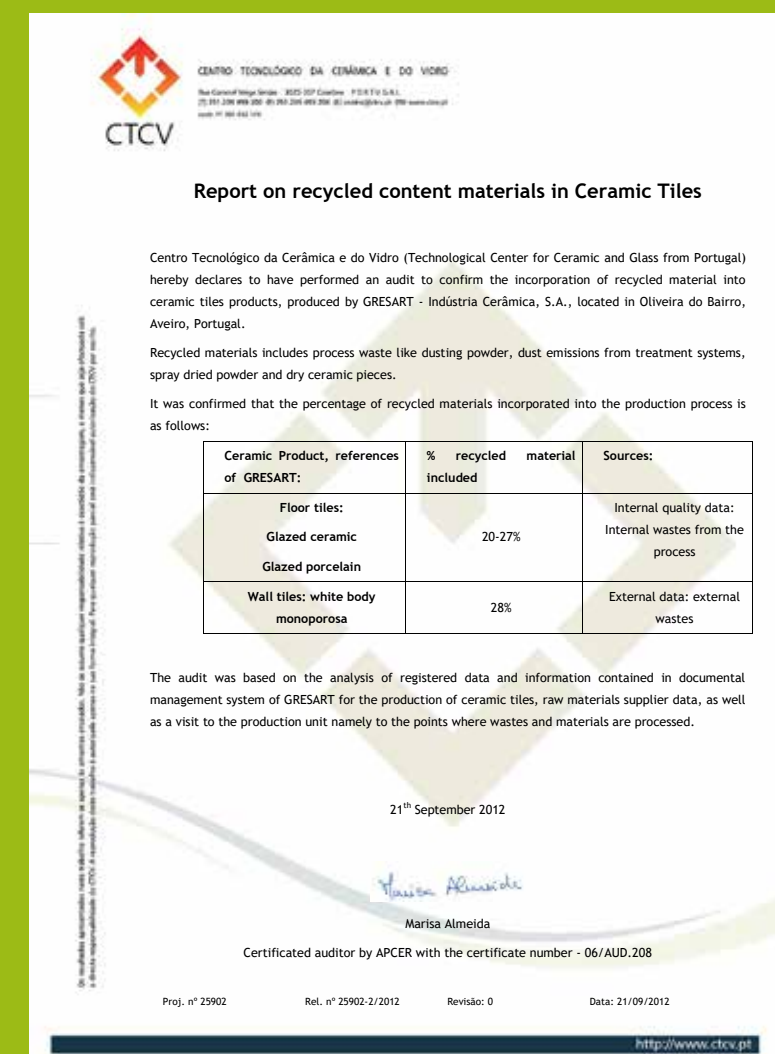 CTCV
CENTRO TECNOLÓGICO DA CERÂMICA E DO VIDRO
Report on recycled content materials in Ceramic Tiles
Centro Tecnológico da Cerâmica e do Vidro (Technological Center for Ceramic and Glass from Portugal)
hereby declares to have performed an audit to confirm the incorporation of recycled material into
ceramic tiles products, produced by GRESART - Indústria Cerâmica, S.A., located in Oliveira do Bairro,
Aveiro, Portugal.
Recycled materials includes process waste like dusting powder, dust emissions from treatment systems,
spray dried powder and dry ceramic pieces.
It was confirmed that the percentage of recycled materials incorporated into the production process is
as follows:
Ceramic Product, references
of GRESART:
% recycled material
included
Sources:
Floor tiles:
Glazed ceramic
Glazed porcelain
20-27%
Internal quality data:
Internal wastes from the
process
Wall tiles: white body
monoporosa
28%
External data: external
wastes
The audit was based on the analysis of registered data and information contained in documental
management system of GRESART for the production of ceramic tiles, raw materials supplier data, as well
as a visit to the production unit namely to the points where wastes and materials are processed.
21th September 2012
Marisa Almeida
Marisa Almeida
Certificated auditor by APCER with the certificate number - 06/AUD.208
Proj. nº 25902 Rel. nº 25902-2/2012 Revisão: 0 Data: 21/09/2012
http://www.ctcv.pt